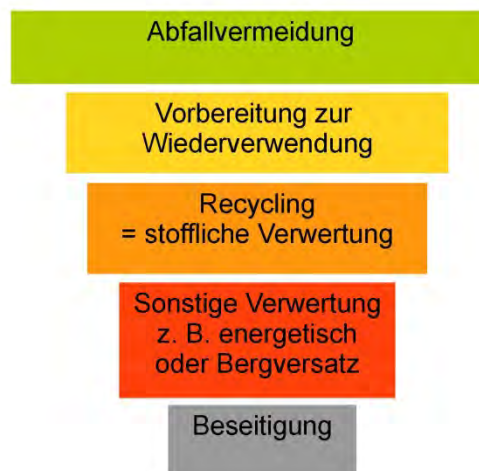 Abfallvermeidung
Vorbereitung zur
Wiederverwendung
Recycling
= stoffliche Verwertung
Sonstige Verwertung
z. B. energetisch
oder Bergversatz
Beseitigung